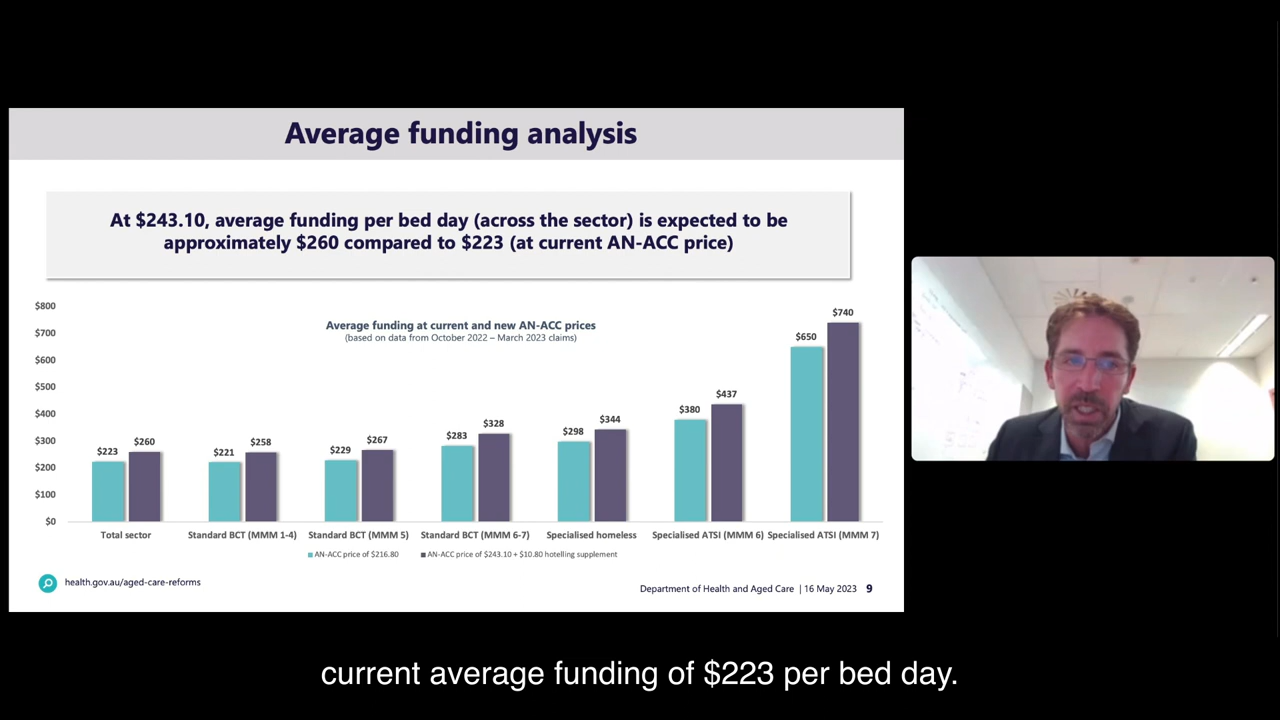 Average funding analysis
At $243.10, average funding per bed day (across the sector) is expected to be
approximately $260 compared to $223 (at current AN-ACC price)
Average funding at current and new AN-ACC prices
(based on data from October 2022 – March 2023 claims)
$800
$700
$600
$500
$400
$300
$200
$100
$0
$223 $260 $221 $258 $229 $267 $283 $328 $298 $344 $380 $437 $650 $740
Total sector Standard BCT (MMM 1-4) Standard BCT (MMM 5) Standard BCT (MMM 6-7) Specialised homeless Specialised ATSI (MMM 6) Specialised ATSI (MMM 7)
AN-ACC price of $216.80 AN-ACC price of $243.10 + $10.80 hotelling supplement
health.gov.au/aged-care-reforms
Department of Health and Aged Care | 16 May 2023 9
current average funding of $223 per bed day.